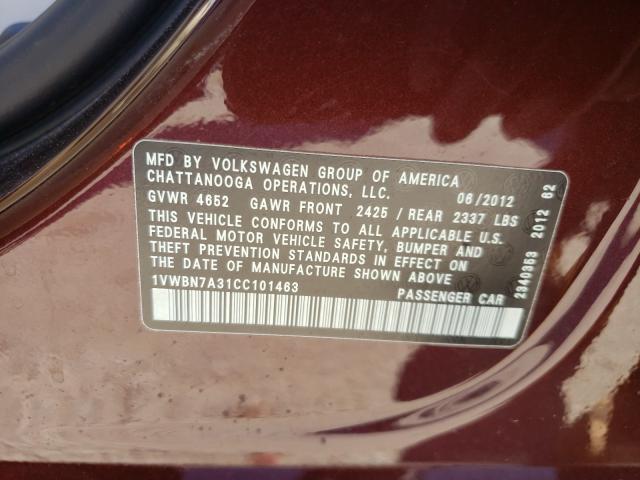 MFD BY VOLKSWAGEN GROUP OF AMERICA
CHATTANOOGA OPERATIONS, LLC. 06/2012
GVWR 4652 GAWR FRONT 2425 / REAR 2337 LBS
THIS VEHICLE CONFORMS TO ALL APPLICABLE U.S.
FEDERAL MOTOR VEHICLE SAFETY, BUMPER AND
THEFT PREVENTION STANDARDS IN EFFECT ON
THE DATE OF MANUFACTURE SHOWN ABOVE
1VWBN7A31CC101463 PASSENGER CAR
2940353 2012 62